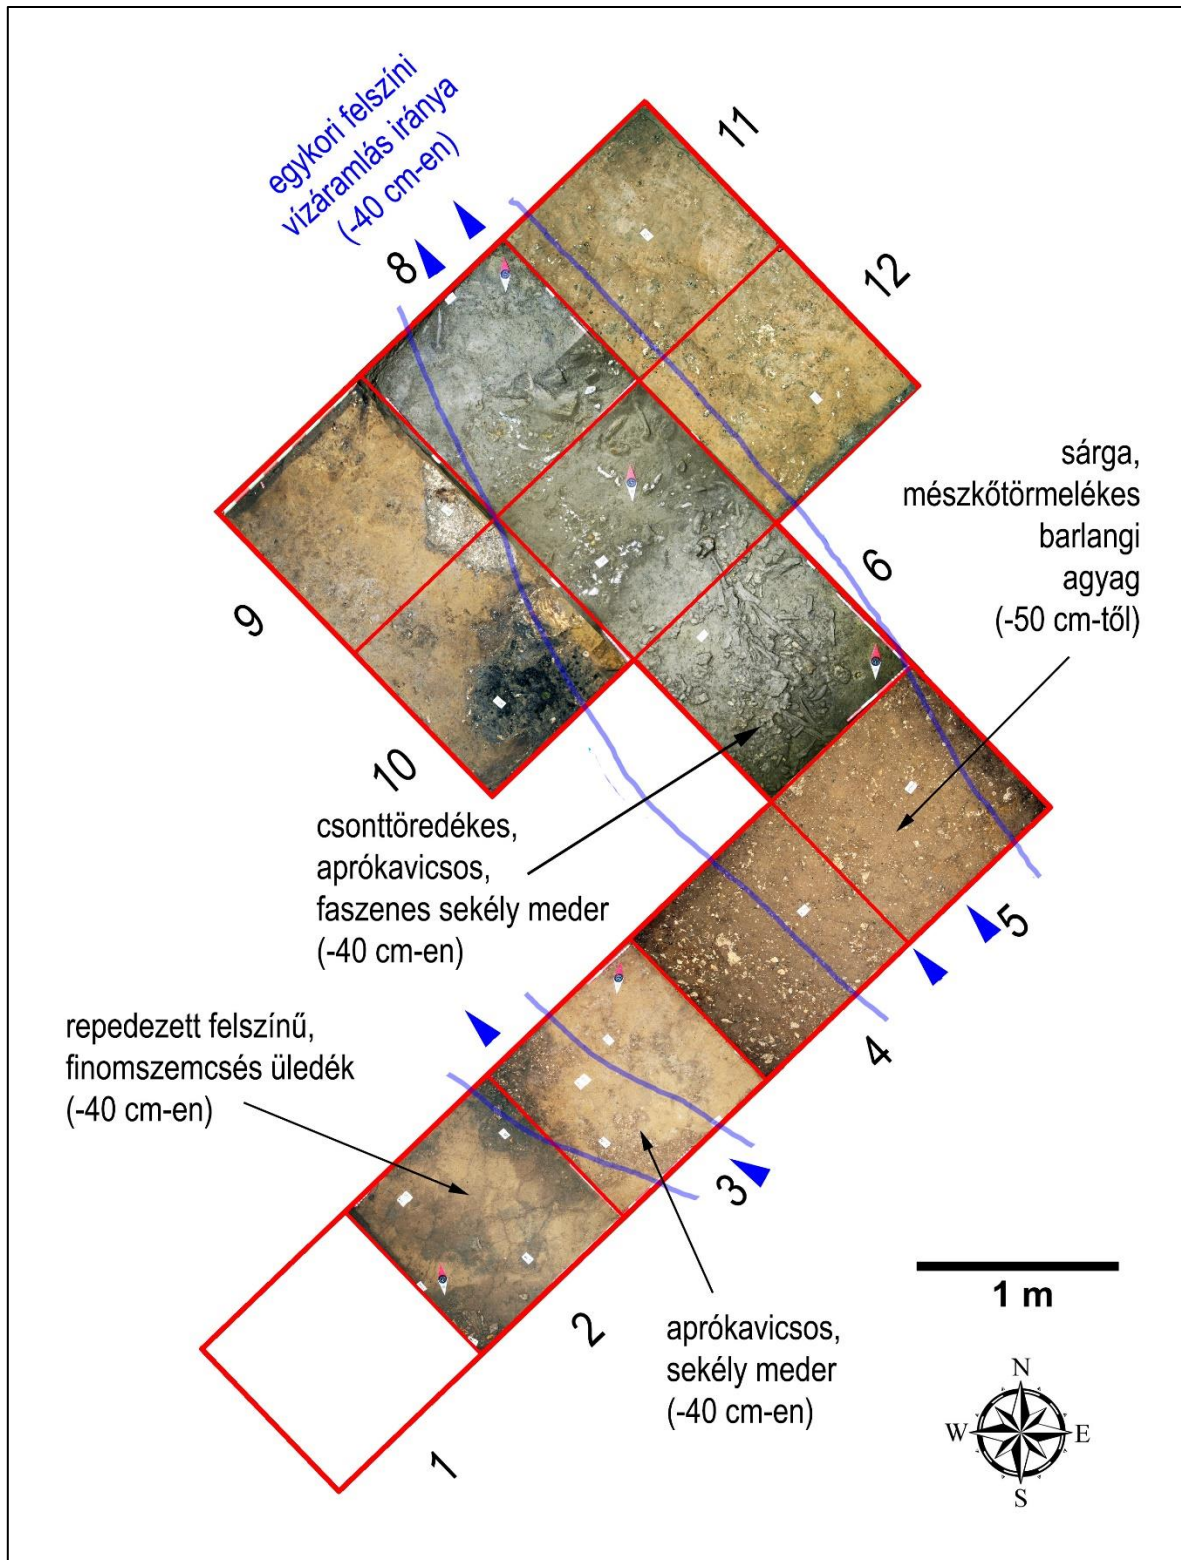 egykori felszíni
vízáramlás iránya
(-40 cm-en)
11
8
12
sárga,
mészkőtörmelékes
barlangi
agyag
(-50 cm-től)
6
9
10
csonttöredékes,
aprókavicsos,
faszenes sekély meder
(-40 cm-en)
5
repedezett felszínű,
finomszemcsés üledék
(-40 cm-en)
4
3
1 m
2
aprókavicsos,
sekély meder
(-40 cm-en)
N
W
E
S
1